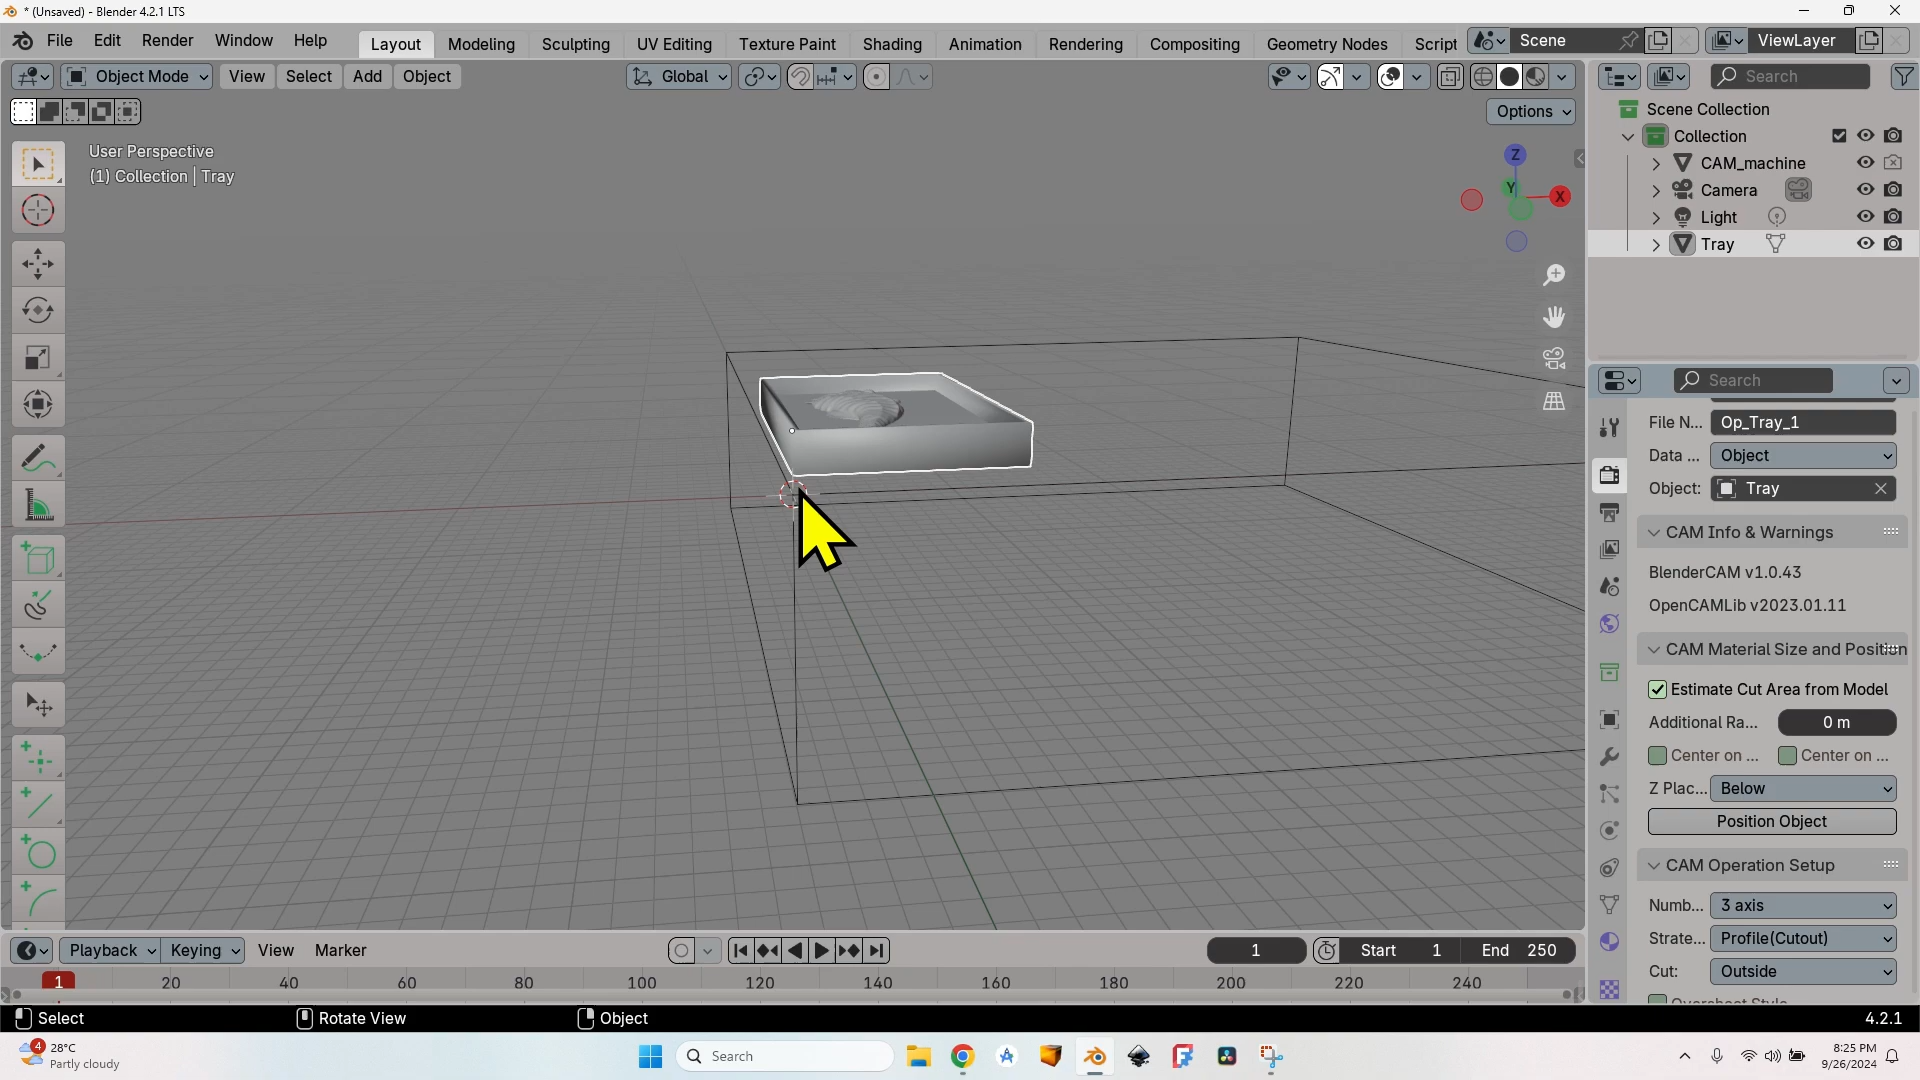 * (Unsaved) - Blender 4.2.1 LTS
File Edit Render Window Help
Layout Modeling Sculpting UV Editing Texture Paint Shading Animation Rendering Compositing Geometry Nodes Script
Scene
ViewLayer
Object Mode View Select Add Object
Global
Search
Options
User Perspective
(1) Collection | Tray
Z
Y
X
Scene Collection
Collection
CAM_machine
Camera
Light
Tray
Search
File N... Op_Tray_1
Data ... Object
Object: Tray
CAM Info & Warnings
BlenderCAM v1.0.43
OpenCAMLib v2023.01.11
CAM Material Size and Position
Estimate Cut Area from Model
Additional Ra... 0 m
Center on ... Center on ...
Z Plac... Below
Position Object
CAM Operation Setup
Numb... 3 axis
Strate... Profile(Cutout)
Cut: Outside
Overshoot Style
Playback Keying View Marker
1 Start 1 End 250
1 20 40 60 80 100 120 140 160 180 200 220 240
Select Rotate View Object 4.2.1
4
28°C
Partly cloudy
Search
8:25 PM
9/26/2024